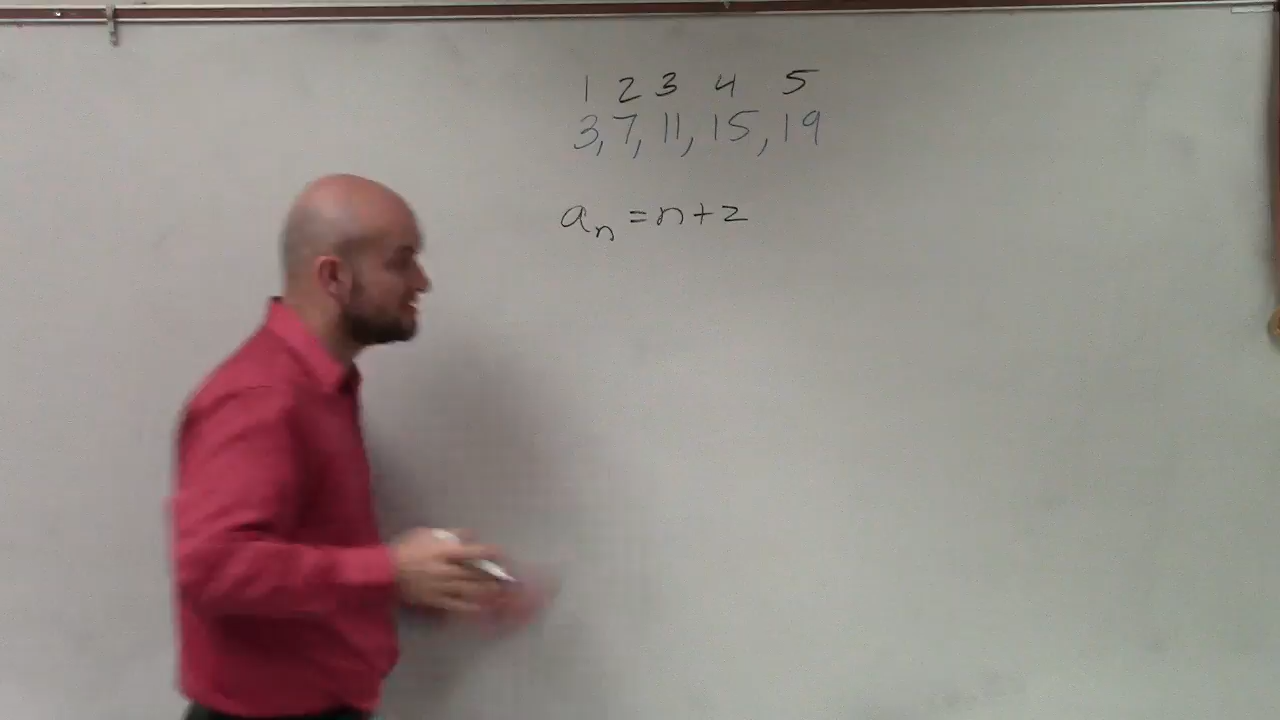 1 2 3 4 5
3, 7, 11, 15, 19
aₙ = n + 2